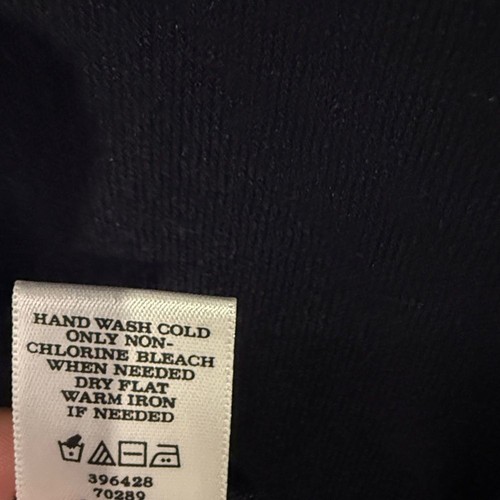 HAND WASH COLD
ONLY NON-
CHLORINE BLEACH
WHEN NEEDED
DRY FLAT
WARM IRON
IF NEEDED
396428
70289